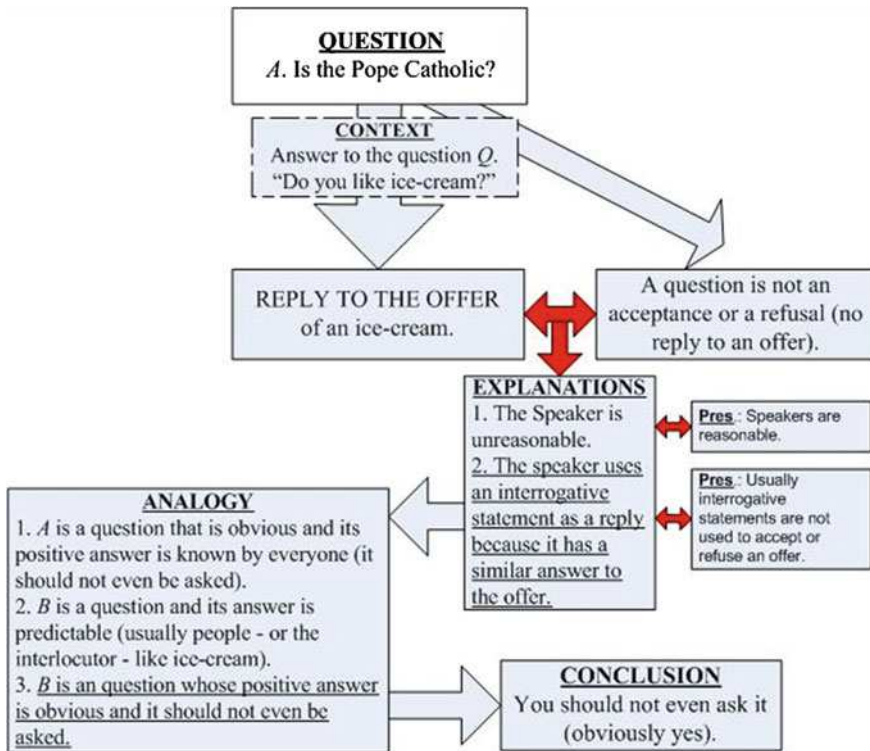 QUESTION
A. Is the Pope Catholic?
CONTEXT
Answer to the question Q.
“Do you like ice-cream?”
REPLY TO THE OFFER
of an ice-cream.
A question is not an
acceptance or a refusal (no
reply to an offer).
EXPLANATIONS
1. The Speaker is
unreasonable.
2. The speaker uses
an interrogative
statement as a reply
because it has a
similar answer to
the offer.
Pres.: Speakers are
reasonable.
Pres.: Usually
interrogative
statements are not
used to accept or
refuse an offer.
ANALOGY
1. A is a question that is obvious and its
positive answer is known by everyone (it
should not even be asked).
2. B is a question and its answer is
predictable (usually people - or the
interlocutor - like ice-cream).
3. B is an question whose positive answer
is obvious and it should not even be
asked.
CONCLUSION
You should not even ask it
(obviously yes).